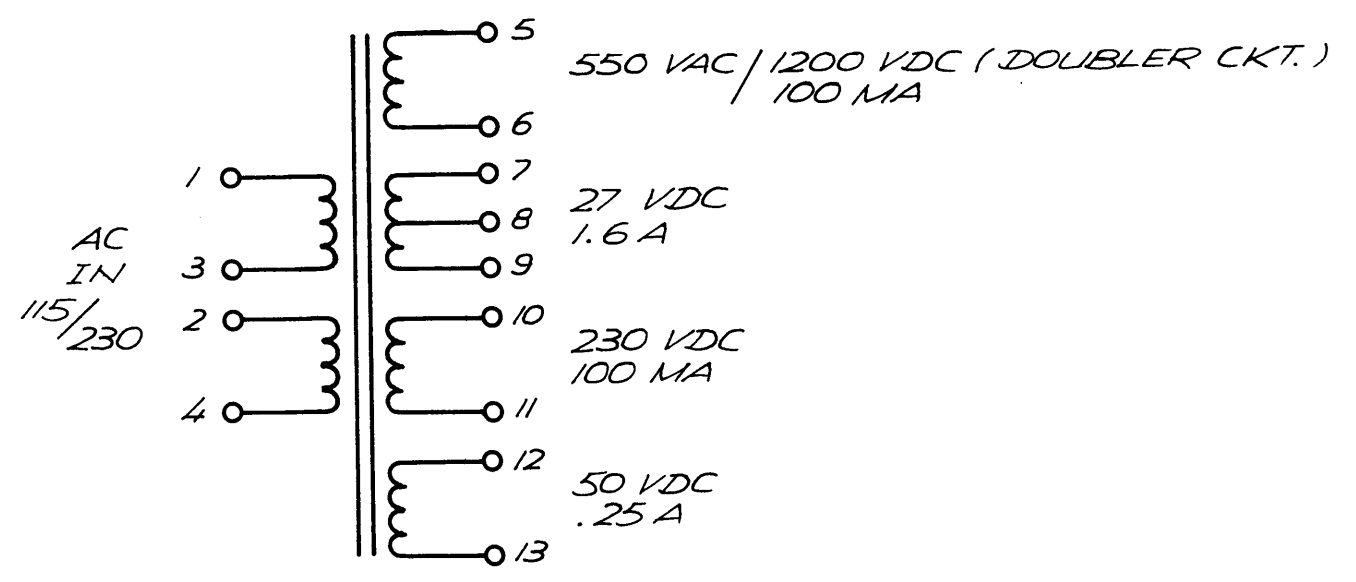 5
550 VAC/1200 VDC (DOUBLER CKT.)
100 MA
6
1
7
27 VDC
8
1.6 A
AC
IN
115/230
3
9
2
10
230 VDC
100 MA
4
11
12
50 VDC
.25 A
13